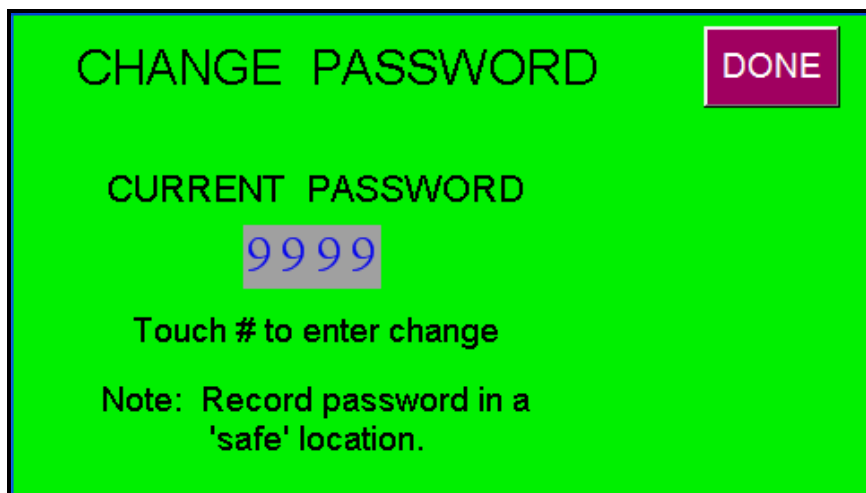 CHANGE PASSWORD
DONE
CURRENT PASSWORD
9999
Touch # to enter change
Note: Record password in a
'safe' location.